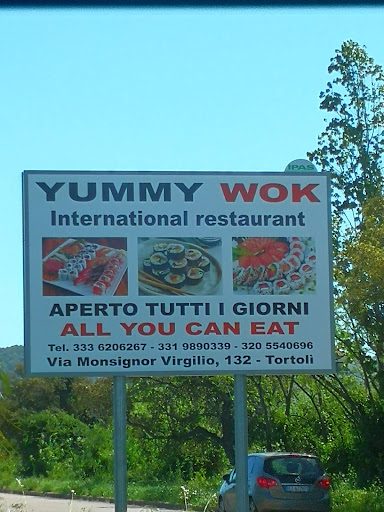 IPAS
YUMMY WOK
International restaurant
APERTO TUTTI I GIORNI
ALL YOU CAN EAT
Tel. 333 6206267 - 331 9890339 - 320 5540696
Via Monsignor Virgilio, 132 - Tortolì